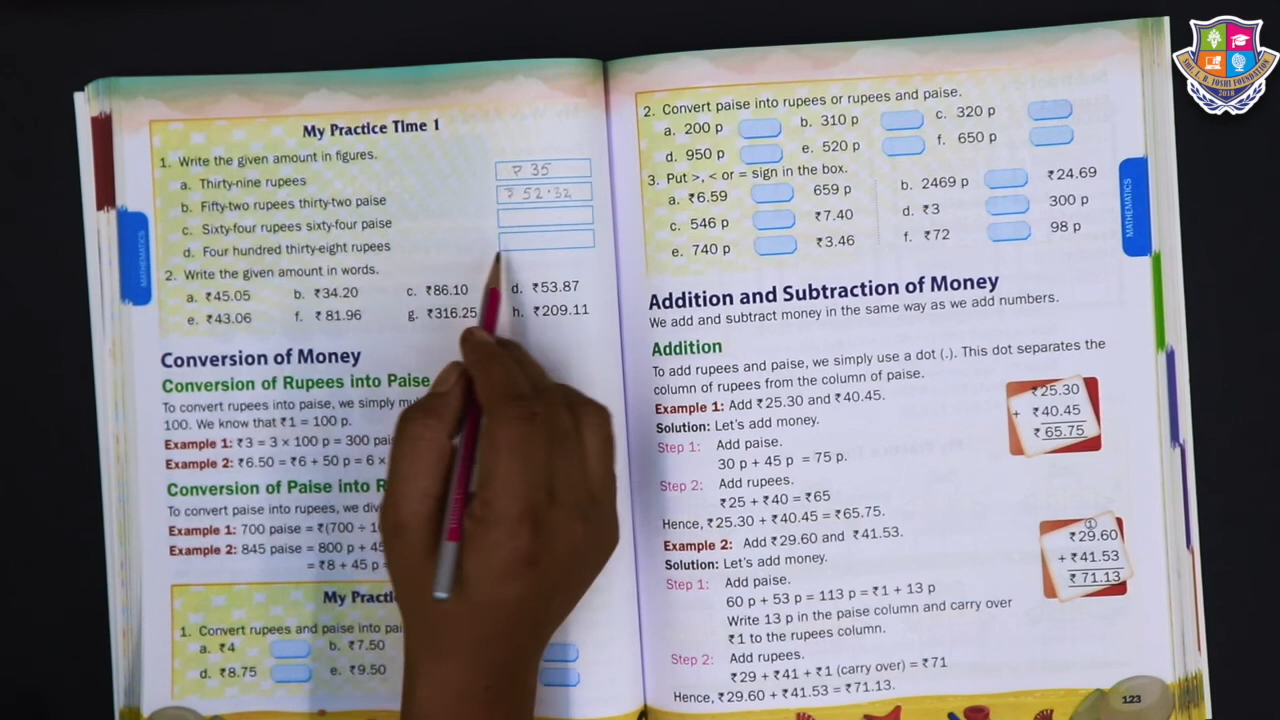 My Practice Time 1
1. Write the given amount in figures.
a. Thirty-nine rupees
₹ 35
b. Fifty-two rupees thirty-two paise
₹ 52.32
c. Sixty-four rupees sixty-four paise
d. Four hundred thirty-eight rupees
2. Write the given amount in words.
a. ₹45.05 b. ₹34.20 c. ₹86.10 d. ₹53.87
e. ₹43.06 f. ₹ 81.96 g. ₹316.25 h. ₹209.11
Conversion of Money
Conversion of Rupees into Paise
To convert rupees into paise, we simply
100. We know that ₹1 = 100 p.
Example 1: ₹3 = 3 × 100 p = 300
Example 2: ₹6.50 = ₹6 + 50 p = 6 ×
Conversion of Paise into
To convert paise into rupees, we
Example 1: 700 paise = ₹(700 ÷
Example 2: 845 paise = 800 p + 45
= ₹8 + 45 p
My
1. Convert rupees and paise into
a. ₹4 b. ₹7.50
d. ₹8.75 e. ₹9.50
MATHEMATICS
2. Convert paise into rupees or rupees and paise.
a. 200 p b. 310 p c. 320 p
d. 950 p e. 520 p f. 650 p
3. Put >, < or = sign in the box.
a. ₹6.59 659 p b. 2469 p ₹24.69
c. 546 p ₹7.40 d. ₹3 300 p
e. 740 p ₹3.46 f. ₹72 98 p
MATHEMATICS
Addition and Subtraction of Money
We add and subtract money in the same way as we add numbers.
Addition
To add rupees and paise, we simply use a dot (.). This dot separates the
column of rupees from the column of paise.
Example 1: Add ₹25.30 and ₹40.45.
Solution: Let's add money.
Step 1: Add paise.
30 p + 45 p = 75 p.
Step 2: Add rupees.
₹25 + ₹40 = ₹65
Hence, ₹25.30 + ₹40.45 = ₹65.75.
₹25.30
+ ₹40.45
₹ 65.75
Example 2: Add ₹29.60 and ₹41.53.
Solution: Let's add money.
Step 1: Add paise.
60 p + 53 p = 113 p = ₹1 + 13 p
Write 13 p in the paise column and carry over
₹1 to the rupees column.
Step 2: Add rupees.
₹29 + ₹41 + ₹1 (carry over) = ₹71
Hence, ₹29.60 + ₹41.53 = ₹71.13.
①
₹29.60
+ ₹41.53
₹ 71.13
123
SOU. I. B. JOSHI FOUNDATION
2018